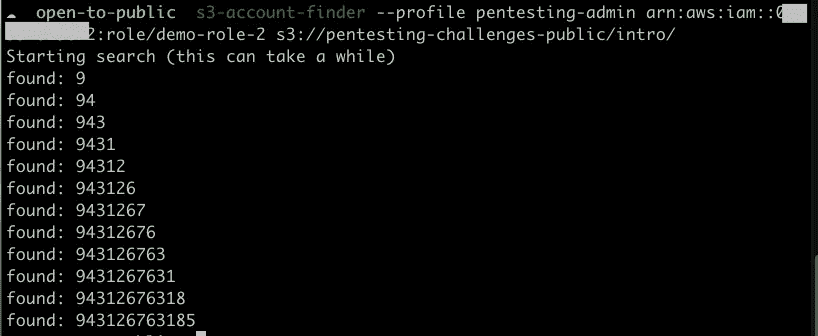 ☁ open-to-public s3-account-finder --profile pentesting-admin arn:aws:iam::0
2:role/demo-role-2 s3://pentesting-challenges-public/intro/
Starting search (this can take a while)
found: 9
found: 94
found: 943
found: 9431
found: 94312
found: 943126
found: 9431267
found: 94312676
found: 943126763
found: 9431267631
found: 94312676318
found: 943126763185